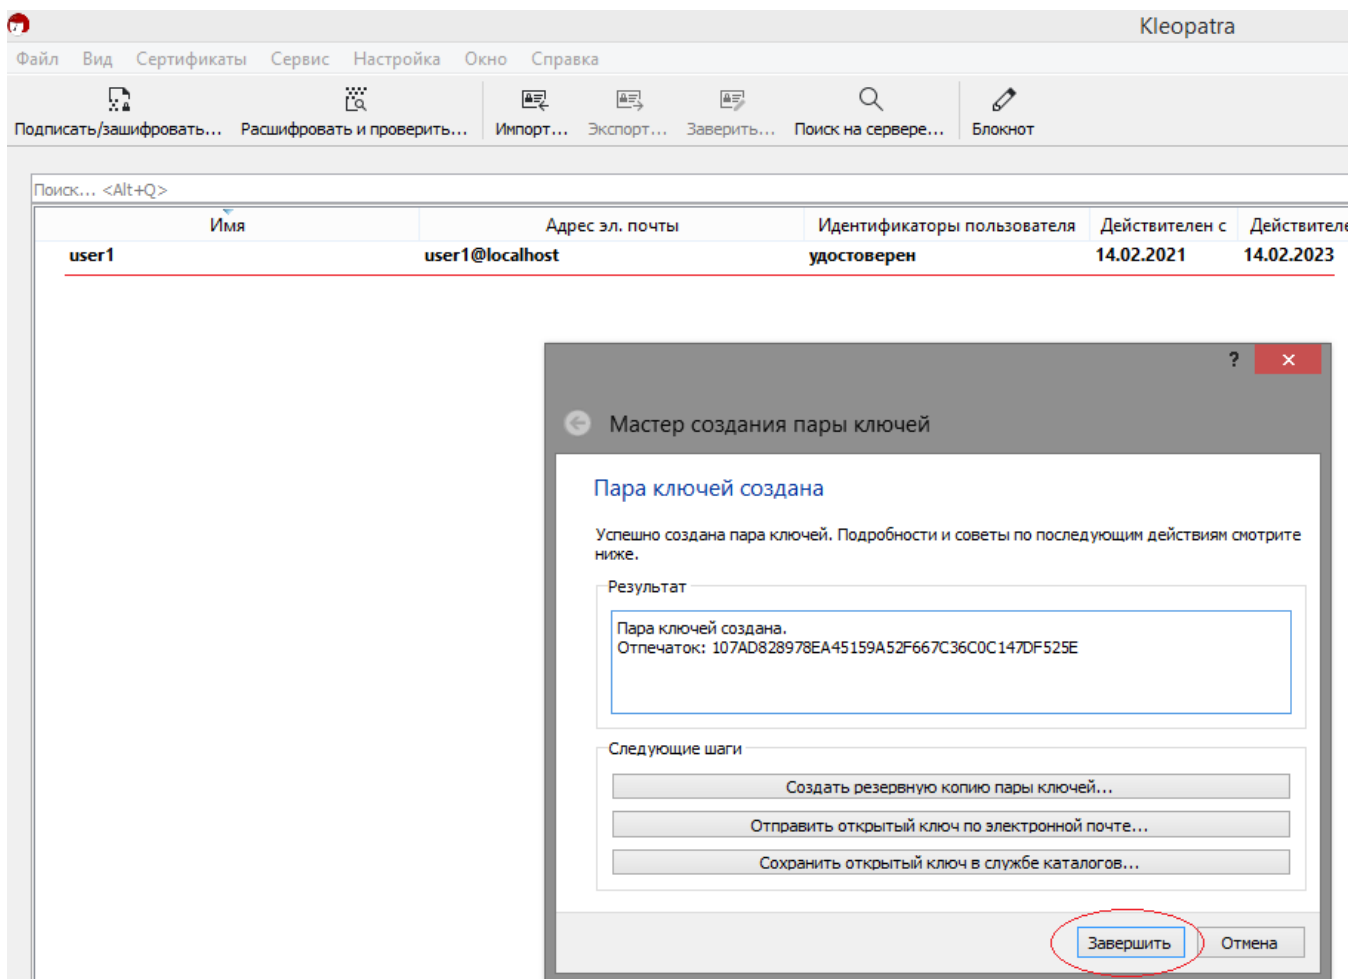 Kleopatra
Файл Вид Сертификаты Сервис Настройка Окно Справка
Подписать/зашифровать... Расшифровать и проверить... Импорт... Экспорт... Заверить... Поиск на сервере... Блокнот
Поиск... <Alt+Q>
Имя Адрес эл. почты Идентификаторы пользователя Действителен с Действителе
user1 user1@localhost удостоверен 14.02.2021 14.02.2023
Мастер создания пары ключей
Пара ключей создана
Успешно создана пара ключей. Подробности и советы по последующим действиям смотрите
ниже.
Результат
Пара ключей создана.
Отпечаток: 107AD828978EA45159A52F667C36C0C147DF525E
Следующие шаги
Создать резервную копию пары ключей...
Отправить открытый ключ по электронной почте...
Сохранить открытый ключ в службе каталогов...
Завершить Отмена